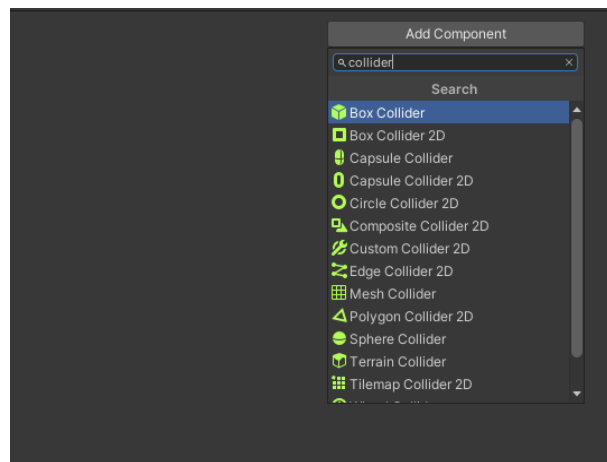 Add Component
collider
Search
Box Collider
Box Collider 2D
Capsule Collider
Capsule Collider 2D
Circle Collider 2D
Composite Collider 2D
Custom Collider 2D
Edge Collider 2D
Mesh Collider
Polygon Collider 2D
Sphere Collider
Terrain Collider
Tilemap Collider 2D